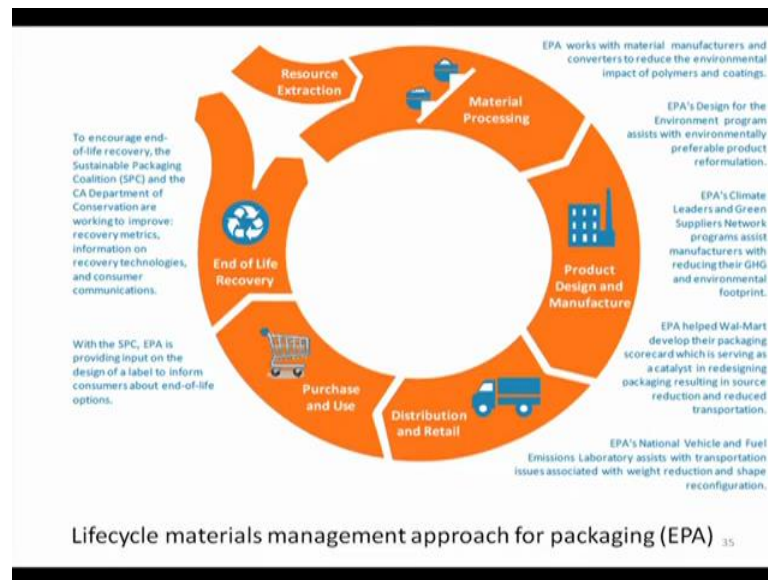 Resource
Extraction
Material
Processing
Product
Design and
Manufacture
Distribution
and Retail
Purchase
and Use
End of Life
Recovery
EPA works with material manufacturers and
converters to reduce the environmental
impact of polymers and coatings.
EPA's Design for the
Environment program
assists with environmentally
preferable product
reformulation.
EPA's Climate
Leaders and Green
Suppliers Network
programs assist
manufacturers with
reducing their GHG
and environmental
footprint.
EPA helped Wal-Mart
develop their packaging
scorecard which is serving as
a catalyst in redesigning
packaging resulting in source
reduction and reduced
transportation.
EPA's National Vehicle and Fuel
Emissions Laboratory assists with transportation
issues associated with weight reduction and shape
reconfiguration.
To encourage end-
of-life recovery, the
Sustainable Packaging
Coalition (SPC) and the
CA Department of
Conservation are
working to improve:
recovery metrics,
information on
recovery technologies,
and consumer
communications.
With the SPC, EPA is
providing input on the
design of a label to inform
consumers about end-of-life
options.
Lifecycle materials management approach for packaging (EPA)
35